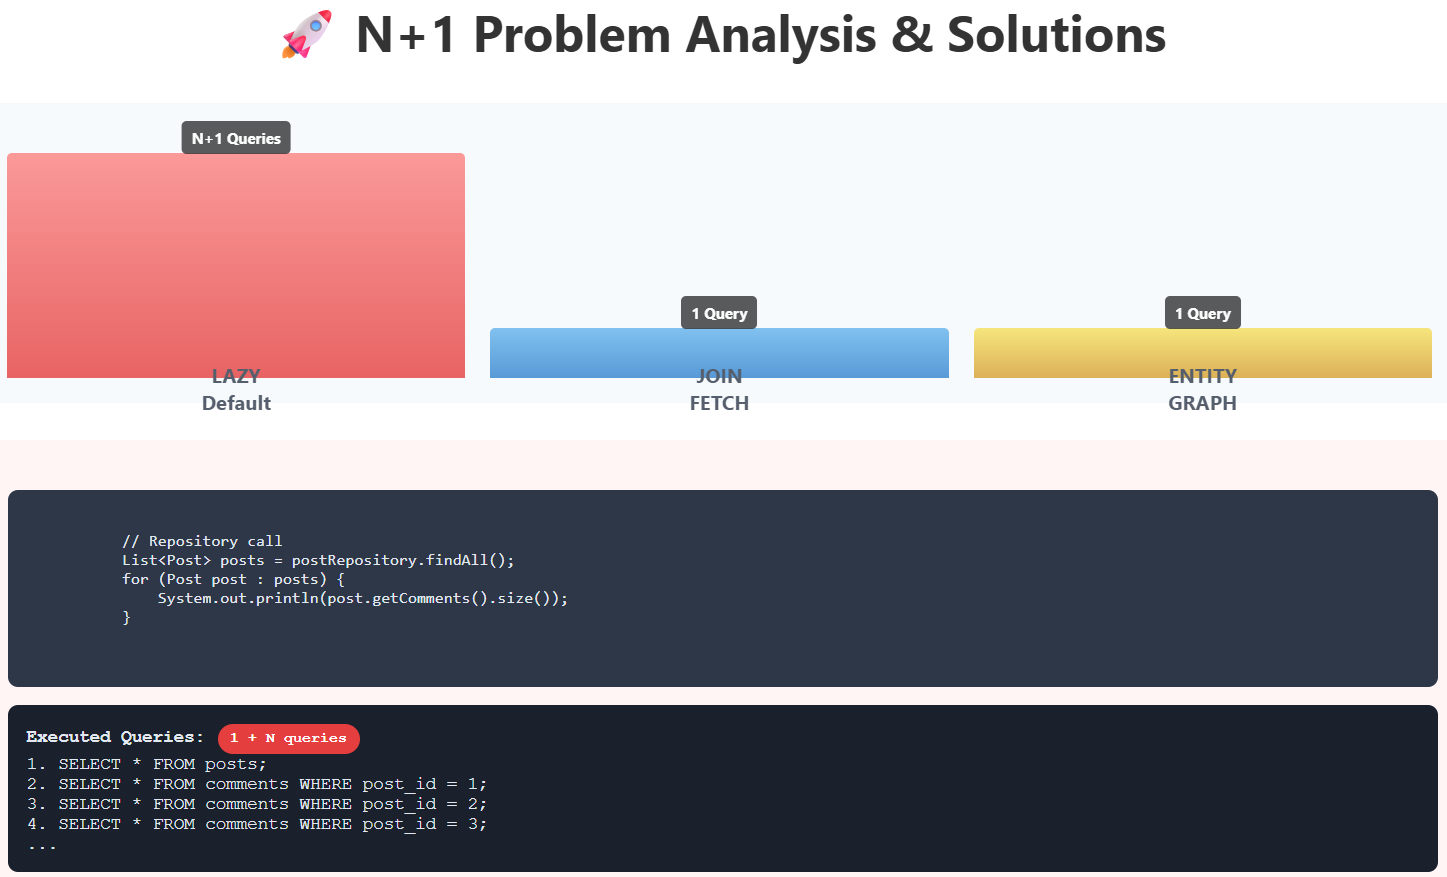 🚀 N+1 Problem Analysis & Solutions
N+1 Queries
1 Query
1 Query
LAZY
Default
JOIN
FETCH
ENTITY
GRAPH
// Repository call
List<Post> posts = postRepository.findAll();
for (Post post : posts) {
    System.out.println(post.getComments().size());
}
Executed Queries: 1 + N queries
1. SELECT * FROM posts;
2. SELECT * FROM comments WHERE post_id = 1;
3. SELECT * FROM comments WHERE post_id = 2;
4. SELECT * FROM comments WHERE post_id = 3;
...